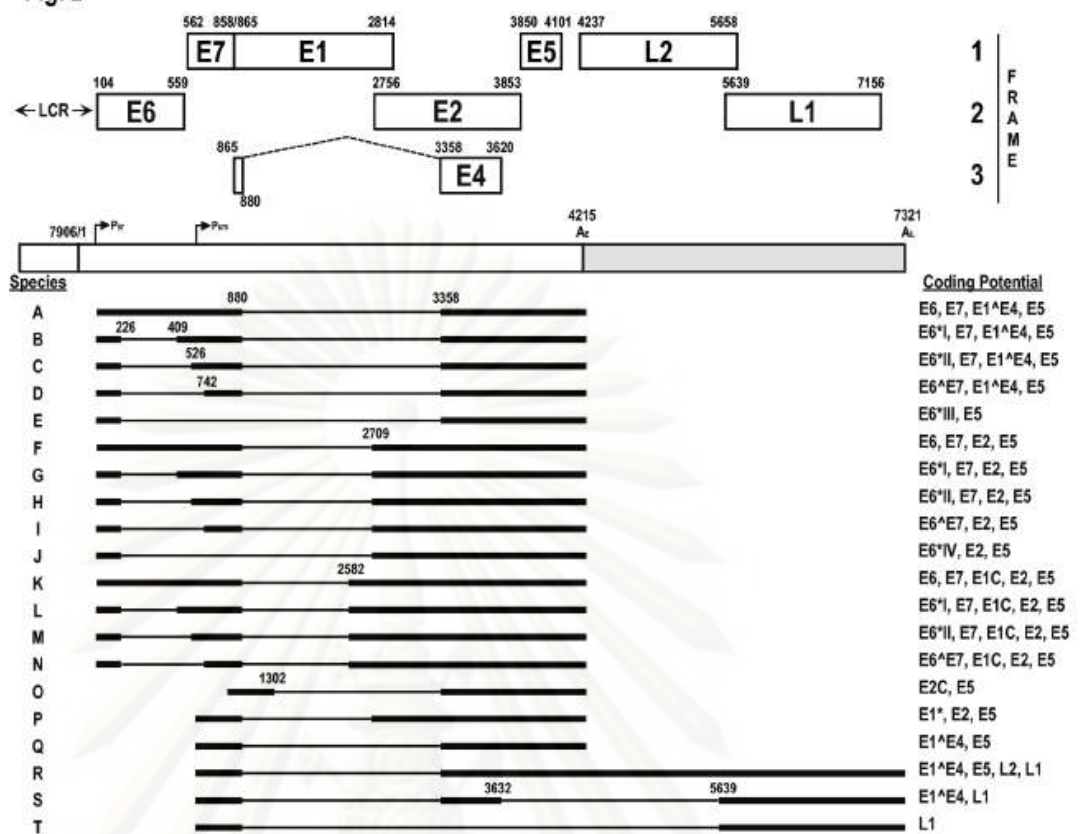 562 858/865 2814 3850 4101 4237 5658
E7 E1 E5 L2 1
104 559 2756 3853 5639 7156
←LCR→ E6 E2 L1 2
865 3358 3620
E4 3
880
FRAME
4215 7321
7906/1
Species Coding Potential
880 3358
A E6, E7, E1^E4, E5
226 409
B E6*I, E7, E1^E4, E5
526
C E6*II, E7, E1^E4, E5
742
D E6^E7, E1^E4, E5
E E6*III, E5
2709
F E6, E7, E2, E5
G E6*I, E7, E2, E5
H E6*II, E7, E2, E5
I E6^E7, E2, E5
J E6*IV, E2, E5
2582
K E6, E7, E1C, E2, E5
L E6*I, E7, E1C, E2, E5
M E6*II, E7, E1C, E2, E5
N E6^E7, E1C, E2, E5
1302
O E2C, E5
P E1*, E2, E5
Q E1^E4, E5
R E1^E4, E5, L2, L1
3632 5639
S E1^E4, L1
T L1